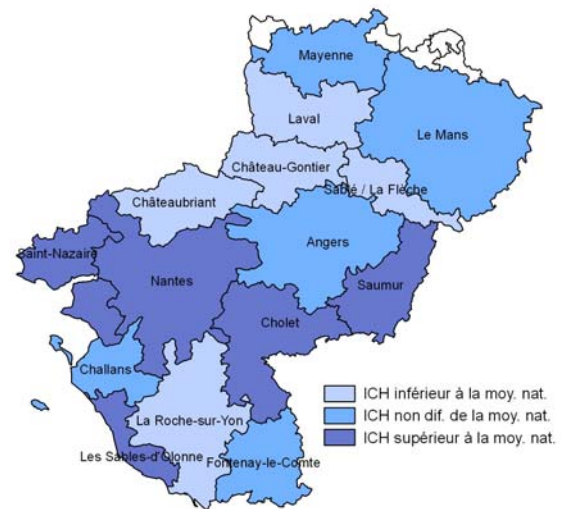 Mayenne
Laval
Le Mans
Château-Gontier
Sablé / La Flèche
Châteaubriant
Angers
Saint-Nazaire
Nantes
Saumur
Cholet
Challans
La Roche-sur-Yon
Les Sables-d'Olonne
Fontenay-le-Comte
ICH inférieur à la moy. nat.
ICH non dif. de la moy. nat.
ICH supérieur à la moy. nat.